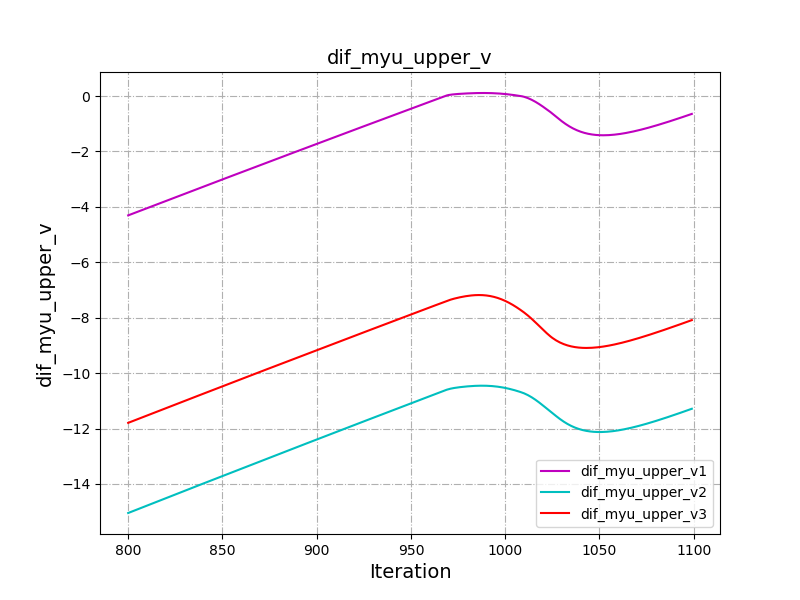 dif_myu_upper_v
dif_myu_upper_v
0
−2
−4
−6
−8
−10
−12
−14
800
850
900
950
1000
1050
1100
Iteration
dif_myu_upper_v1
dif_myu_upper_v2
dif_myu_upper_v3